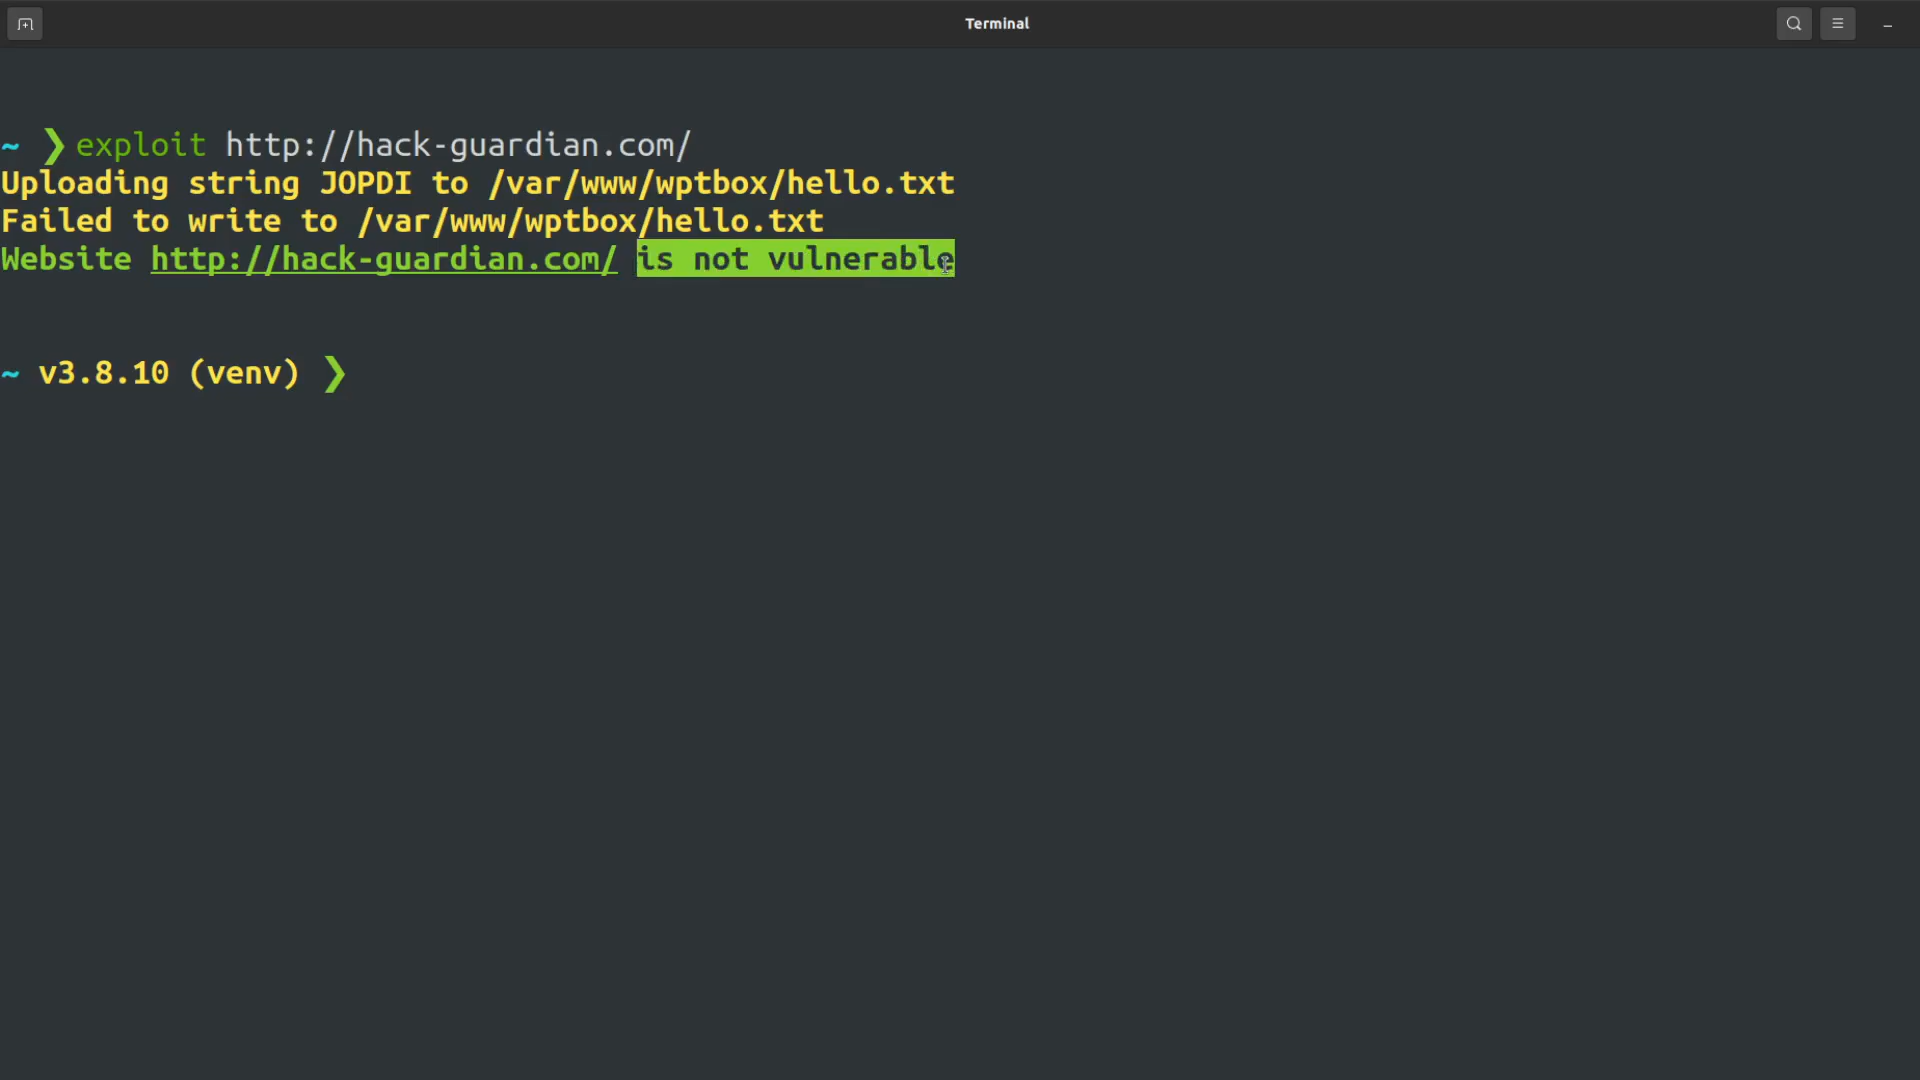 Terminal
~ ❯ exploit http://hack-guardian.com/
Uploading string JOPDI to /var/www/wptbox/hello.txt
Failed to write to /var/www/wptbox/hello.txt
Website http://hack-guardian.com/ is not vulnerable
~ v3.8.10 (venv) ❯